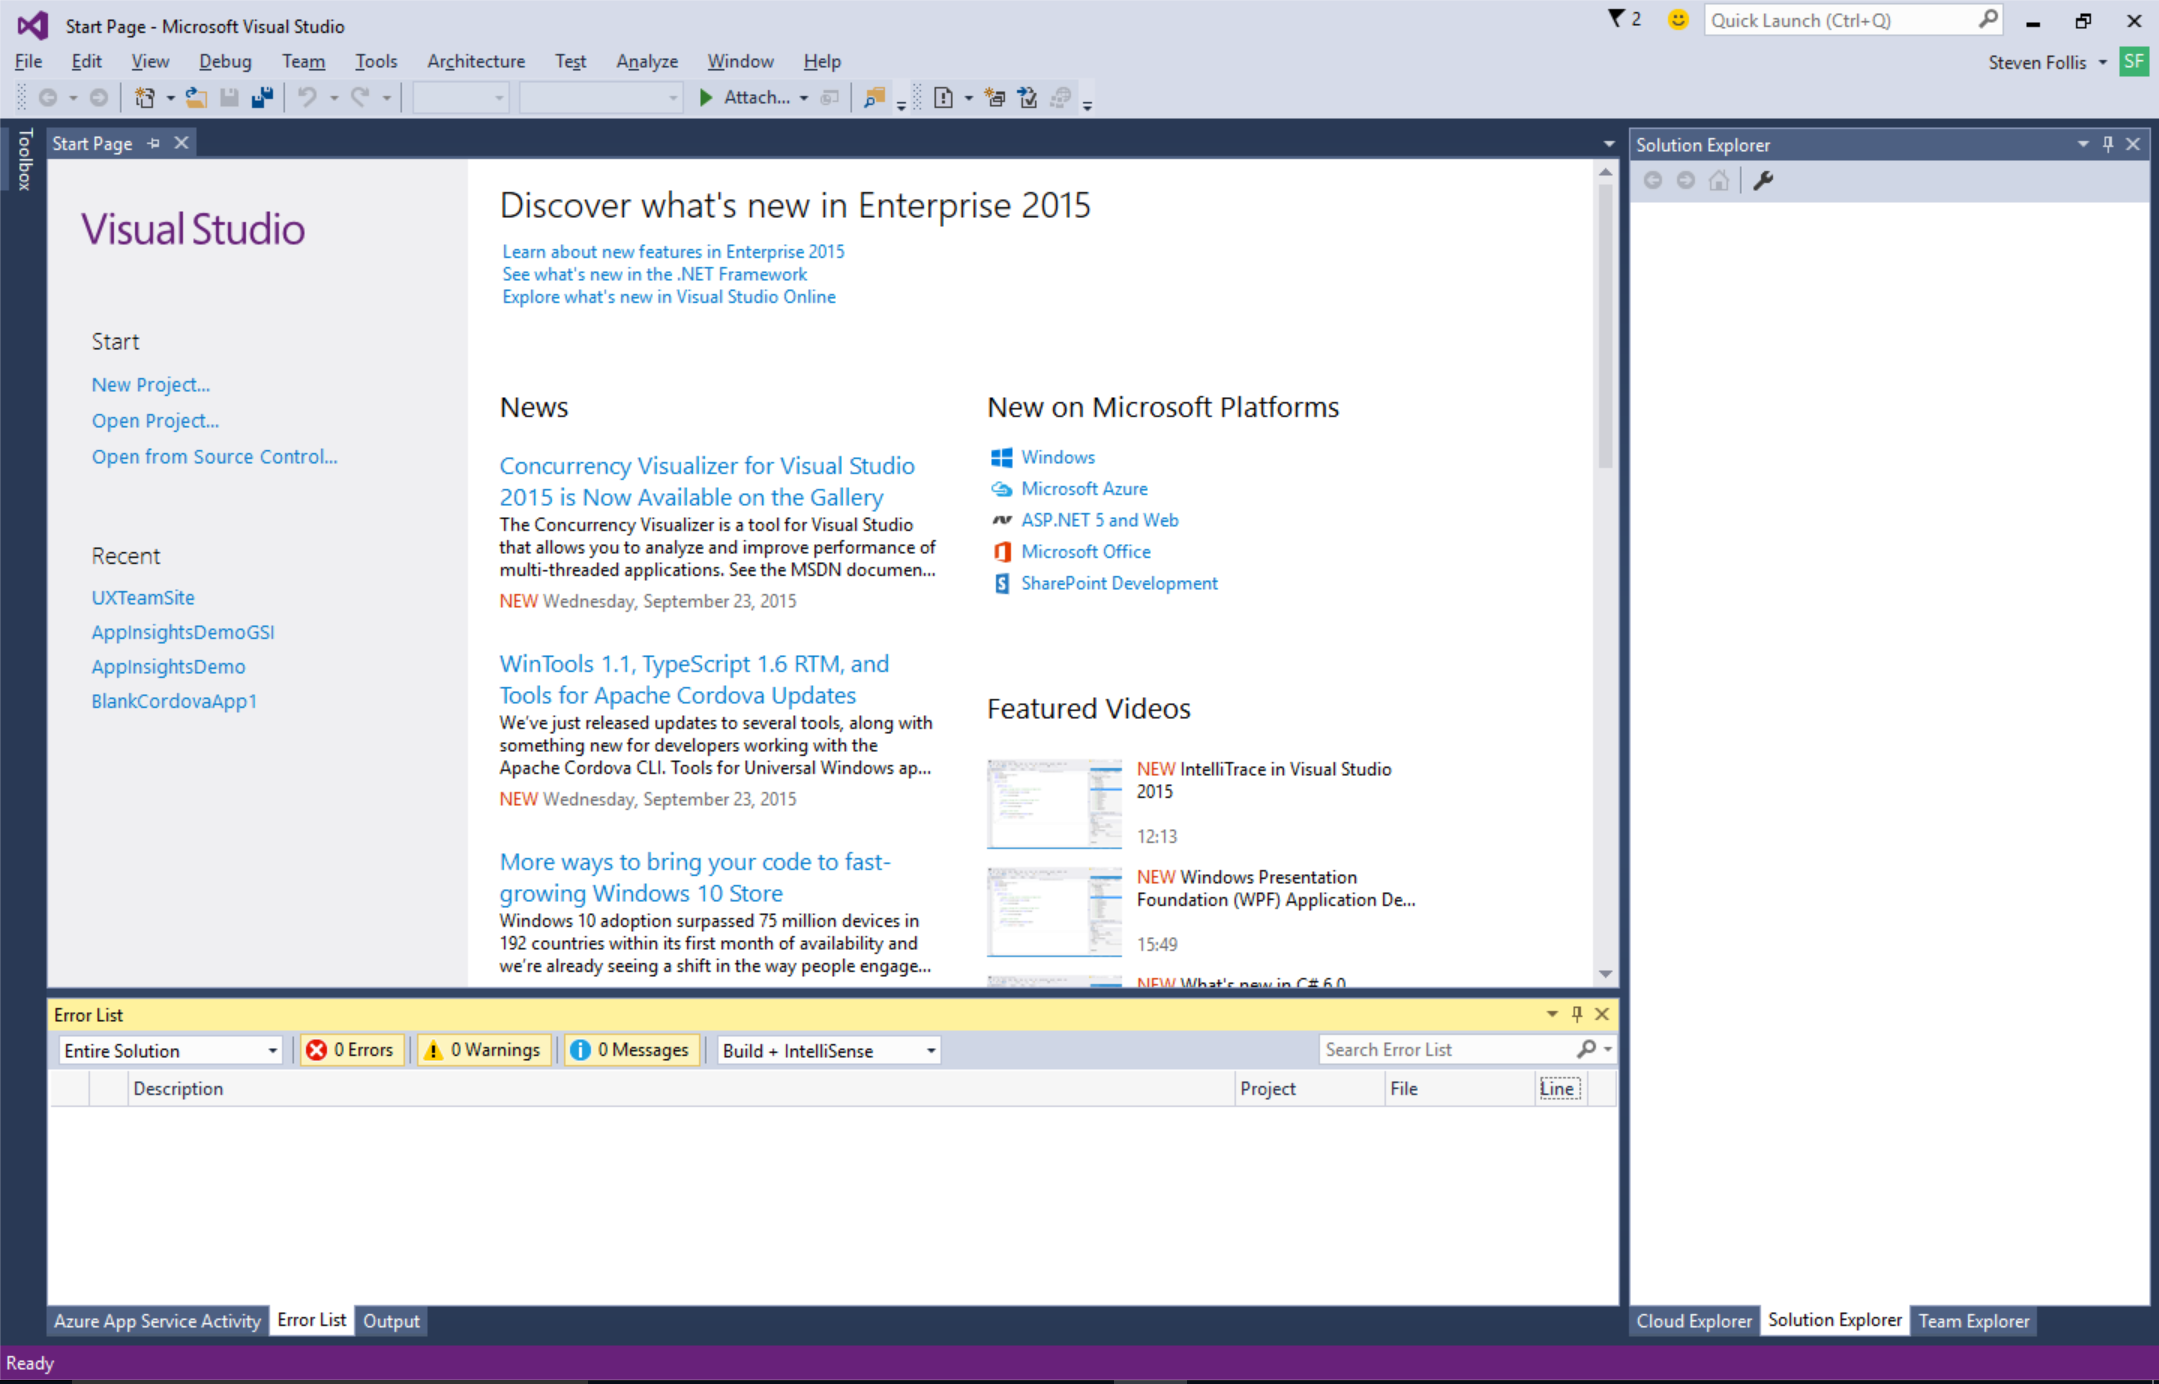 Start Page - Microsoft Visual Studio
2
Quick Launch (Ctrl+Q)
File Edit View Debug Team Tools Architecture Test Analyze Window Help
Steven Follis SF
Attach...
Toolbox
Start Page
Visual Studio
Start
New Project...
Open Project...
Open from Source Control...
Recent
UXTeamSite
AppInsightsDemoGSI
AppInsightsDemo
BlankCordovaApp1
Discover what's new in Enterprise 2015
Learn about new features in Enterprise 2015
See what's new in the .NET Framework
Explore what's new in Visual Studio Online
News
Concurrency Visualizer for Visual Studio
2015 is Now Available on the Gallery
The Concurrency Visualizer is a tool for Visual Studio
that allows you to analyze and improve performance of
multi-threaded applications. See the MSDN documen...
NEW Wednesday, September 23, 2015
WinTools 1.1, TypeScript 1.6 RTM, and
Tools for Apache Cordova Updates
We've just released updates to several tools, along with
something new for developers working with the
Apache Cordova CLI. Tools for Universal Windows ap...
NEW Wednesday, September 23, 2015
More ways to bring your code to fast-
growing Windows 10 Store
Windows 10 adoption surpassed 75 million devices in
192 countries within its first month of availability and
we're already seeing a shift in the way people engage...
New on Microsoft Platforms
Windows
Microsoft Azure
ASP.NET 5 and Web
Microsoft Office
SharePoint Development
Featured Videos
NEW IntelliTrace in Visual Studio
2015
12:13
NEW Windows Presentation
Foundation (WPF) Application De...
15:49
NEW What's new in C# 6.0
Solution Explorer
Error List
Entire Solution 0 Errors 0 Warnings 0 Messages Build + IntelliSense Search Error List
Description Project File Line
Azure App Service Activity Error List Output
Cloud Explorer Solution Explorer Team Explorer
Ready